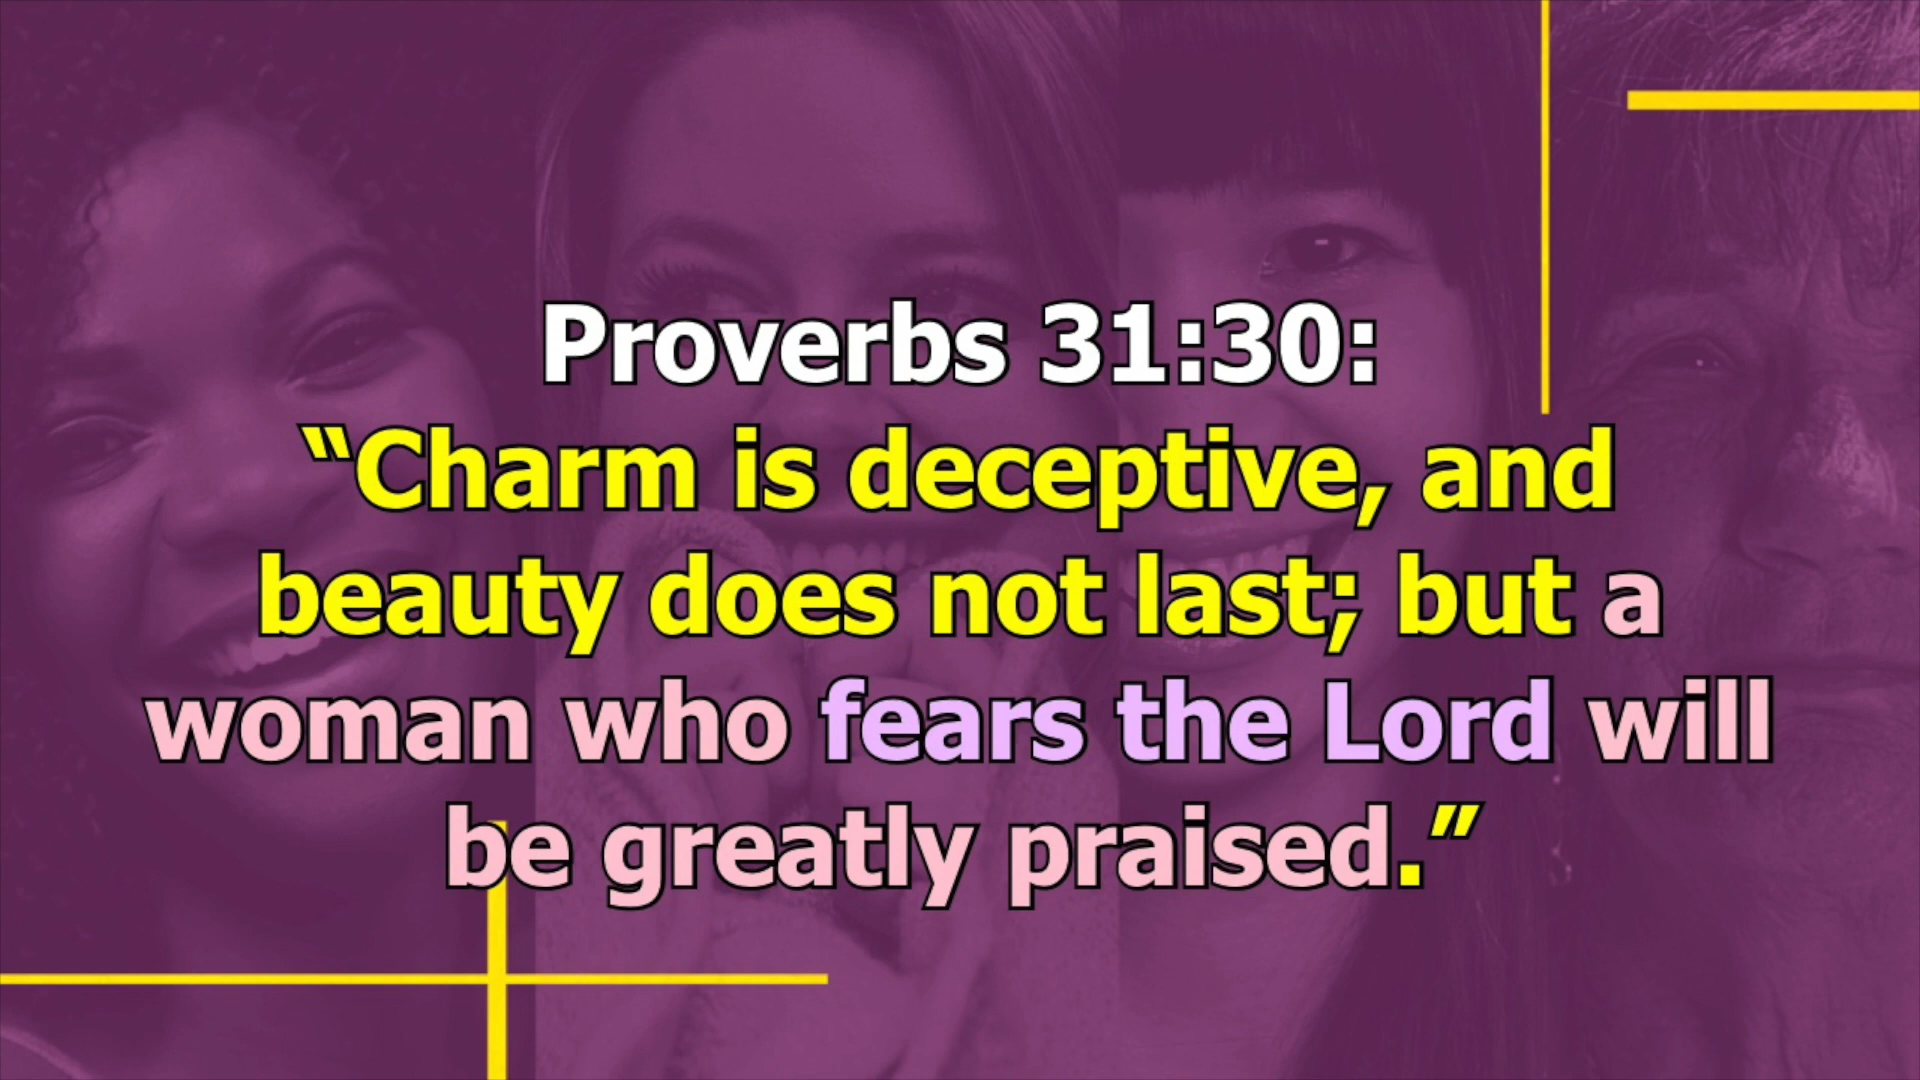 Proverbs 31:30:
“Charm is deceptive, and
beauty does not last; but a
woman who fears the Lord will
be greatly praised.”